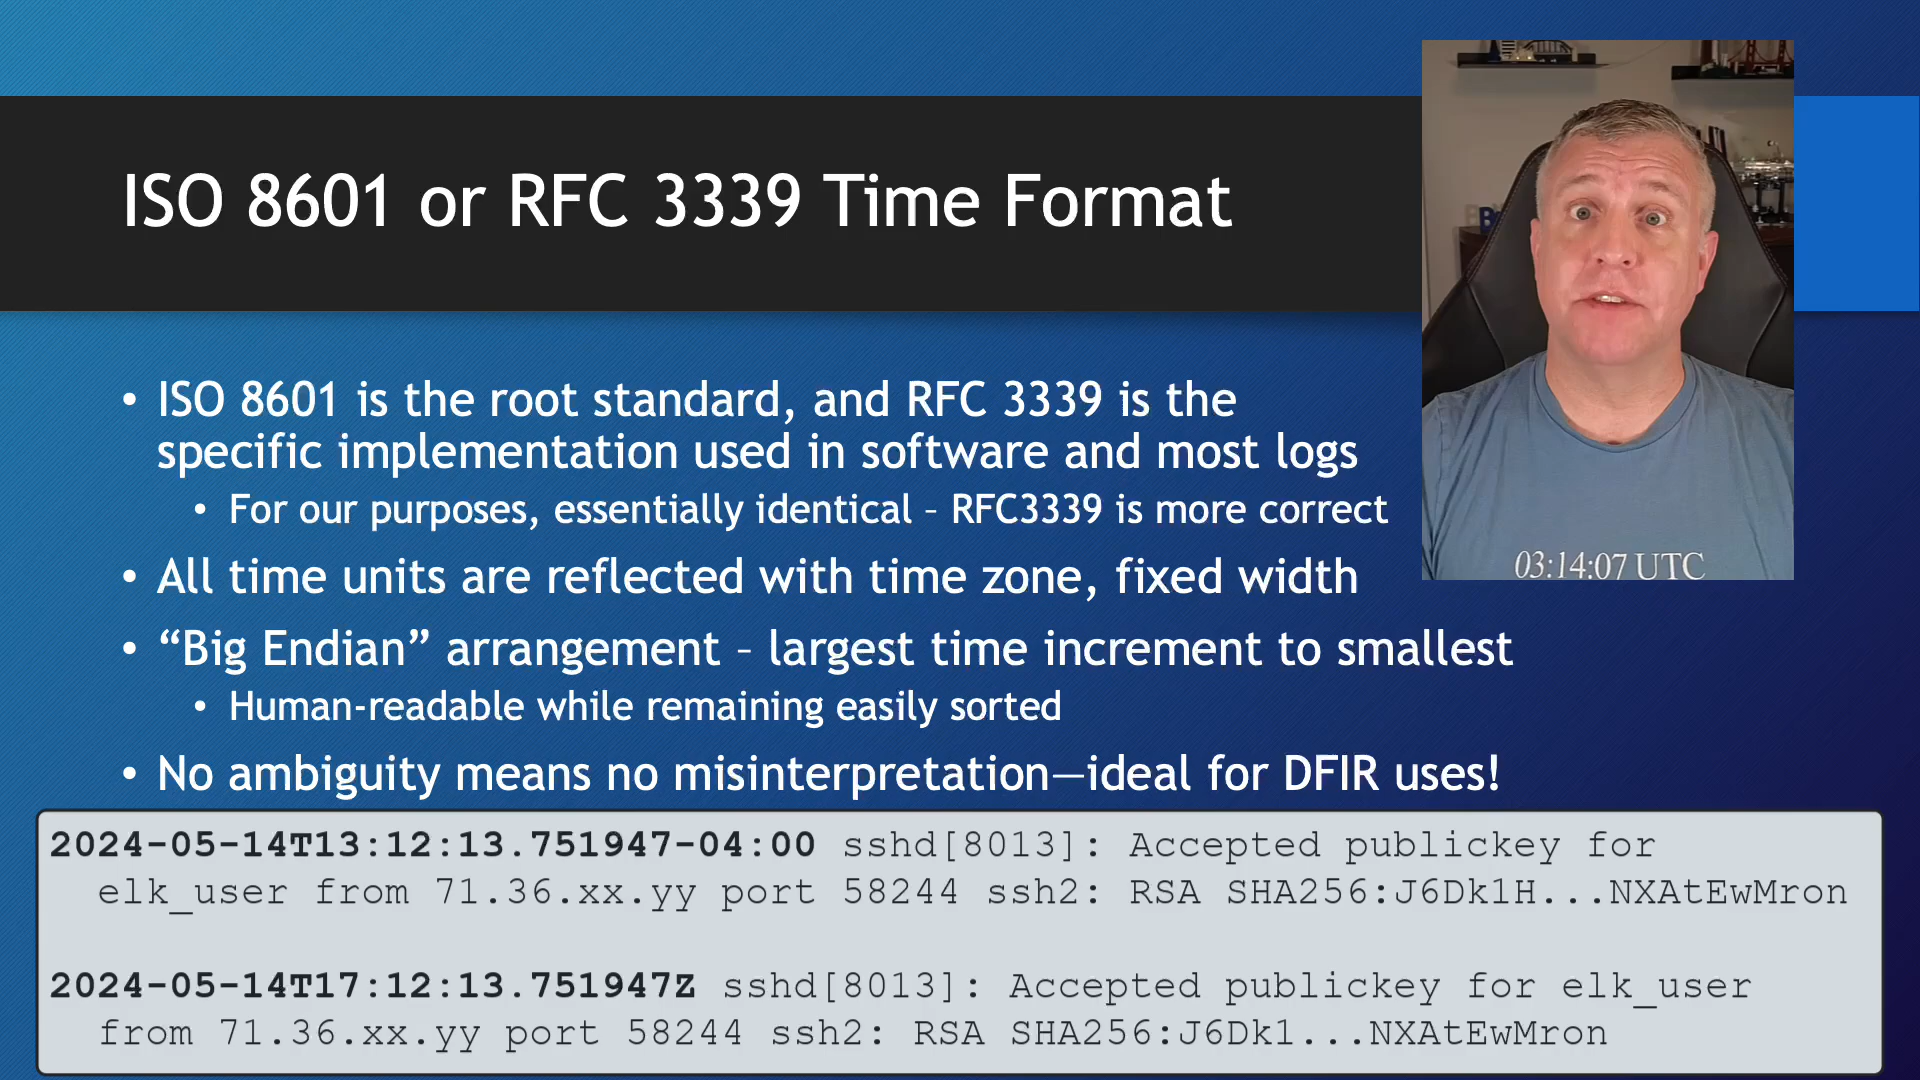 ISO 8601 or RFC 3339 Time Format
• ISO 8601 is the root standard, and RFC 3339 is the
specific implementation used in software and most logs
• For our purposes, essentially identical – RFC3339 is more correct
• All time units are reflected with time zone, fixed width
• “Big Endian” arrangement – largest time increment to smallest
• Human-readable while remaining easily sorted
• No ambiguity means no misinterpretation—ideal for DFIR uses!
03:14:07 UTC
2024-05-14T13:12:13.751947-04:00 sshd[8013]: Accepted publickey for
elk_user from 71.36.xx.yy port 58244 ssh2: RSA SHA256:J6Dk1H...NXAtEwMron
2024-05-14T17:12:13.751947Z sshd[8013]: Accepted publickey for elk_user
from 71.36.xx.yy port 58244 ssh2: RSA SHA256:J6Dk1...NXAtEwMron